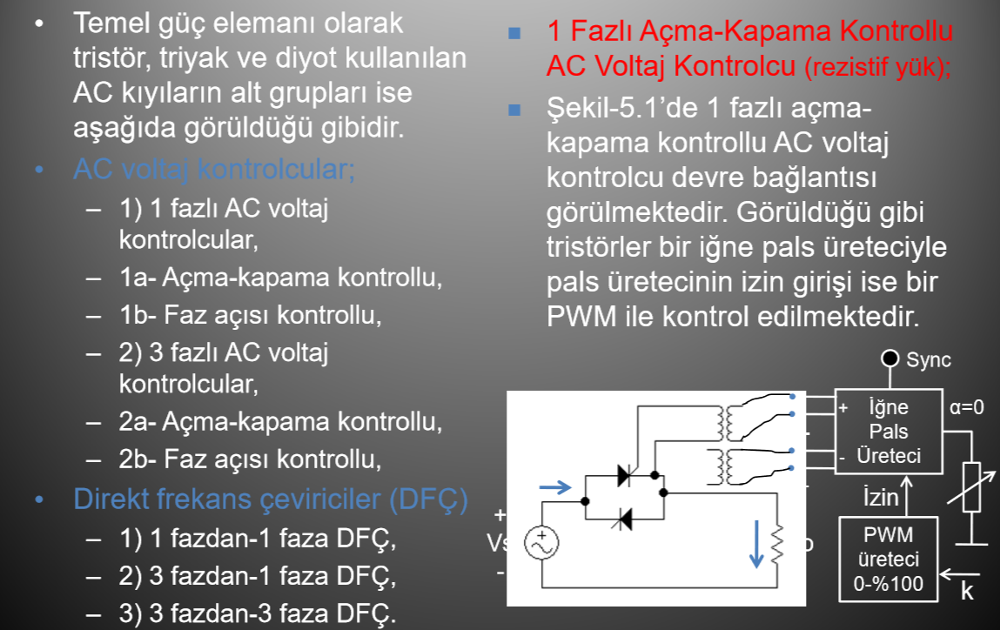 • Temel güç elemanı olarak
tristör, triyak ve diyot kullanılan
AC kıyıların alt grupları ise
aşağıda görüldüğü gibidir.
• AC voltaj kontrolcular;
– 1) 1 fazlı AC voltaj
kontrolcular,
– 1a- Açma-kapama kontrollu,
– 1b- Faz açısı kontrollu,
– 2) 3 fazlı AC voltaj
kontrolcular,
– 2a- Açma-kapama kontrollu,
– 2b- Faz açısı kontrollu,
• Direkt frekans çeviriciler (DFÇ)
– 1) 1 fazdan-1 faza DFÇ,
– 2) 3 fazdan-1 faza DFÇ,
– 3) 3 fazdan-3 faza DFÇ.
■ 1 Fazlı Açma-Kapama Kontrollu
AC Voltaj Kontrolcu (rezistif yük);
■ Şekil-5.1’de 1 fazlı açma-
kapama kontrollu AC voltaj
kontrolcu devre bağlantısı
görülmektedir. Görüldüğü gibi
tristörler bir iğne pals üreteciyle
pals üretecinin izin girişi ise bir
PWM ile kontrol edilmektedir.
Sync
+ İğne
Pals
- Üreteci
α=0
İzin
PWM
üreteci
0-%100
k
+
Vs
-
+